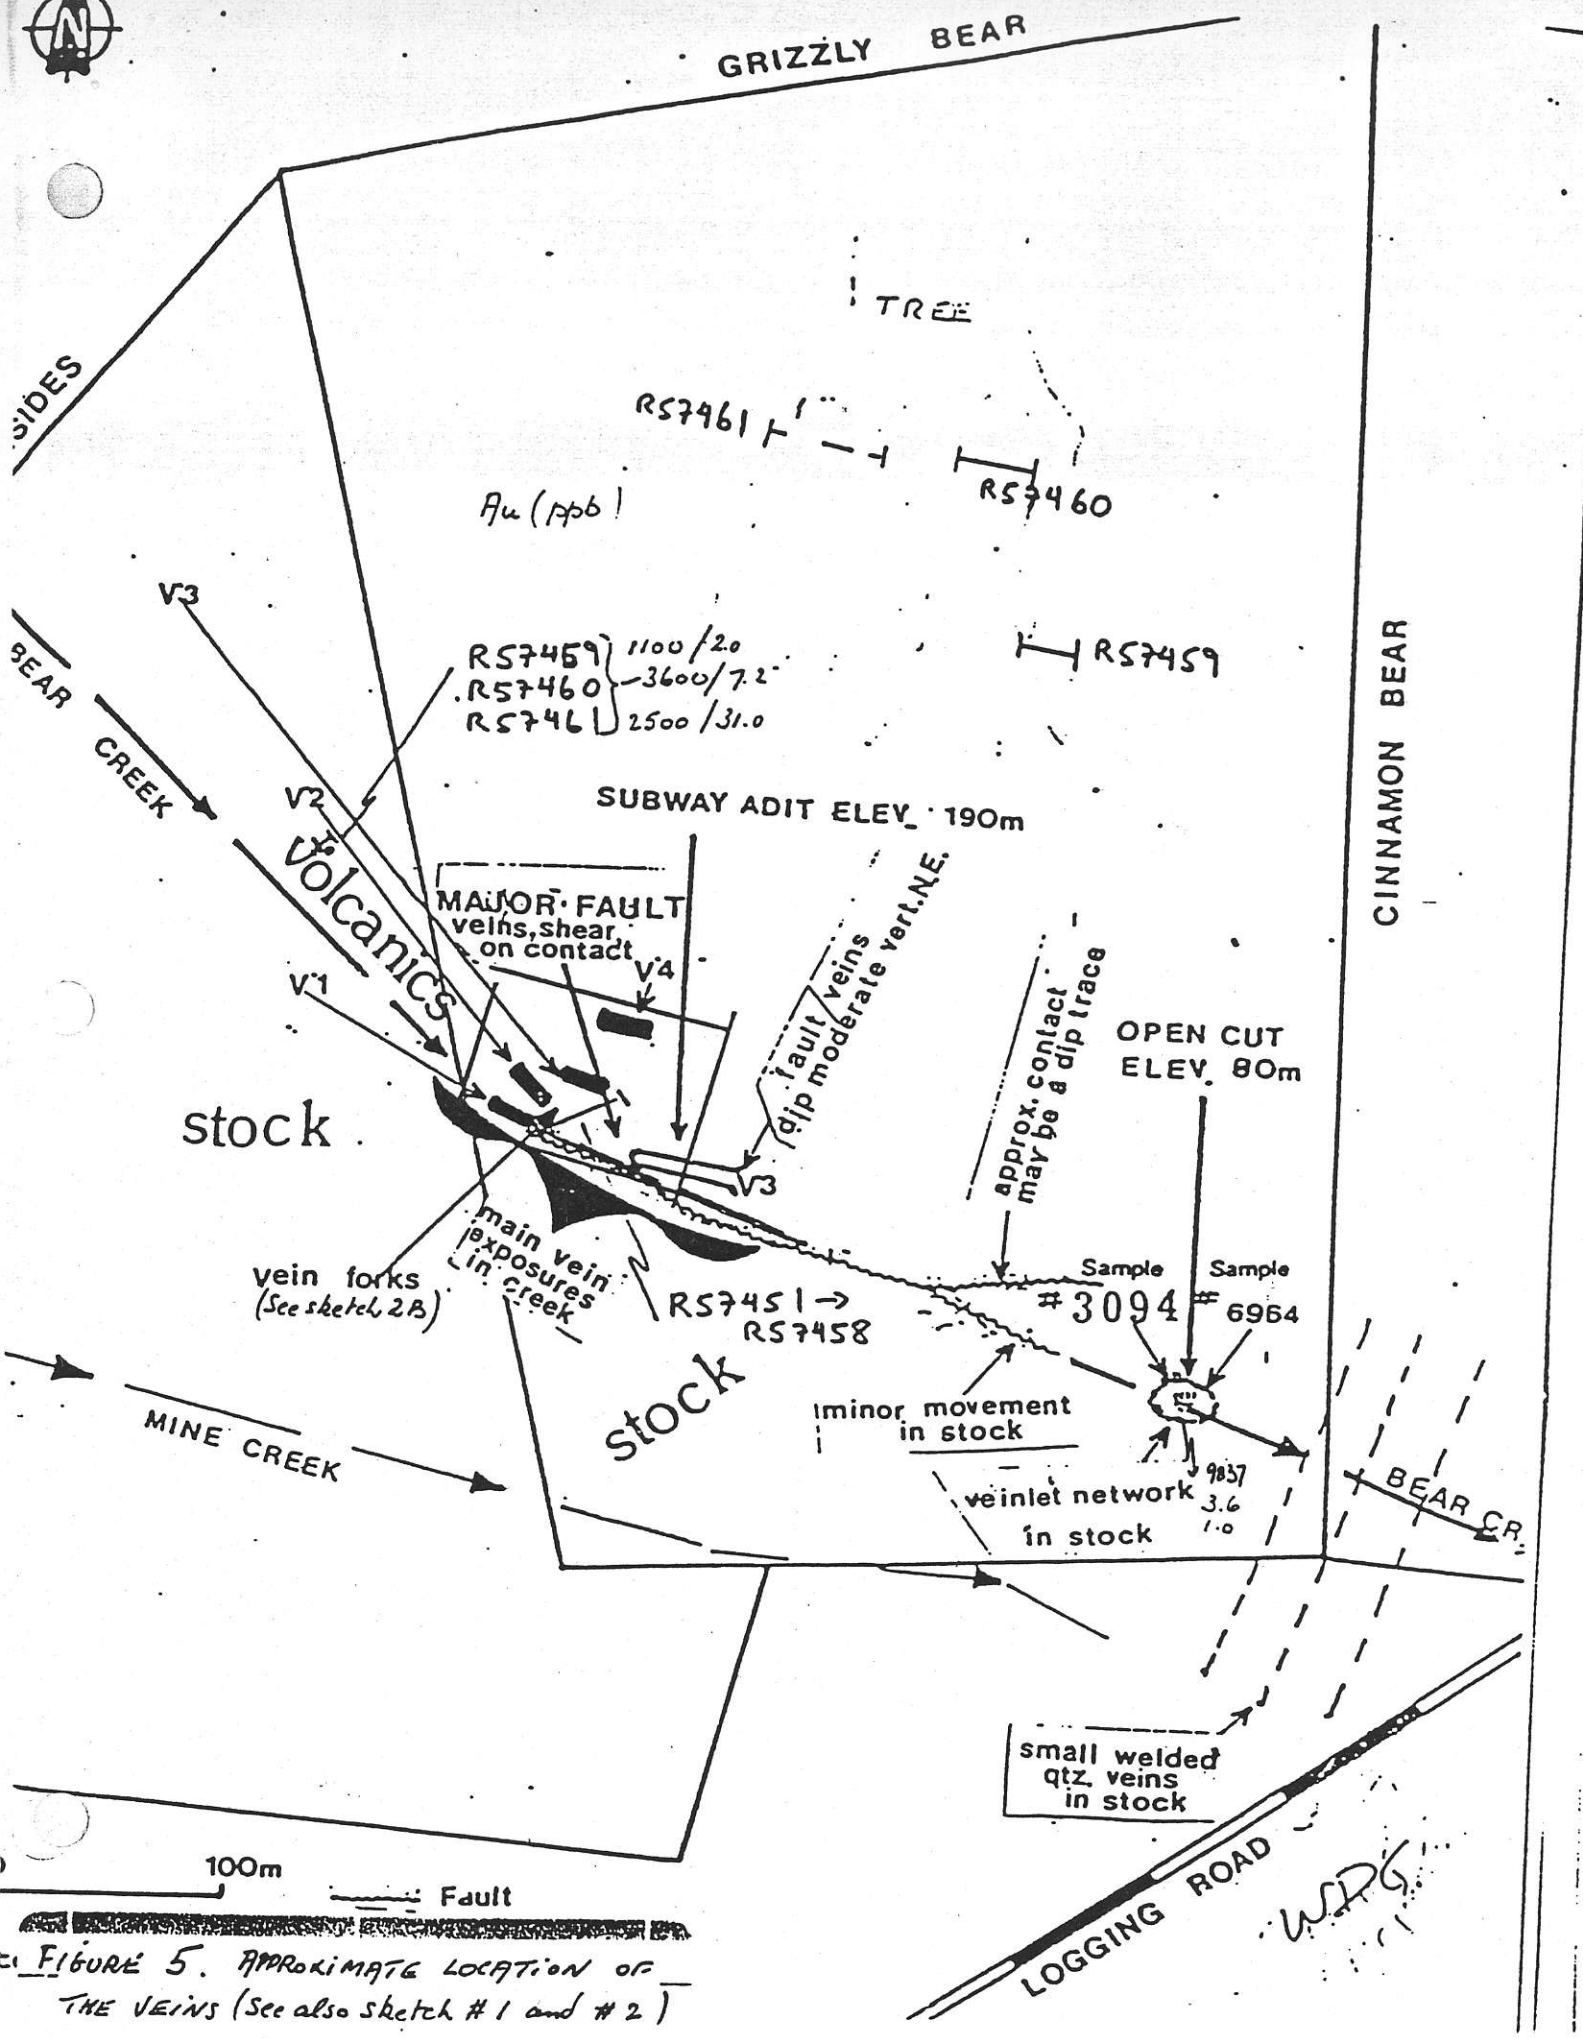 N
GRIZZLY BEAR
SIDES
TREE
R57461
R57460
Au (ppb)
V3
R57459 1100/2.0
R57460 3600/7.2
R57461 2500/31.0
R57459
BEAR
CREEK
CINNAMON BEAR
V2
SUBWAY ADIT ELEV. 190m
volcanics
MAJOR FAULT
veins, shear
on contact
V4
V1
fault veins
dip moderate vert. N.E.
approx. contact
may be a dip trace
OPEN CUT
ELEV. 80m
stock
V3
main vein
exposures
in creek
vein forks
(See sketch 2B)
R57451→
R57458
Sample
#3094
Sample
#6964
stock
minor movement
in stock
MINE CREEK
veinlet network
in stock
9837
3.6
1.0
BEAR CR.
small welded
qtz. veins
in stock
LOGGING ROAD
WDG
100m
Fault
FIGURE 5. APPROXIMATE LOCATION OF
THE VEINS (See also sketch #1 and #2)